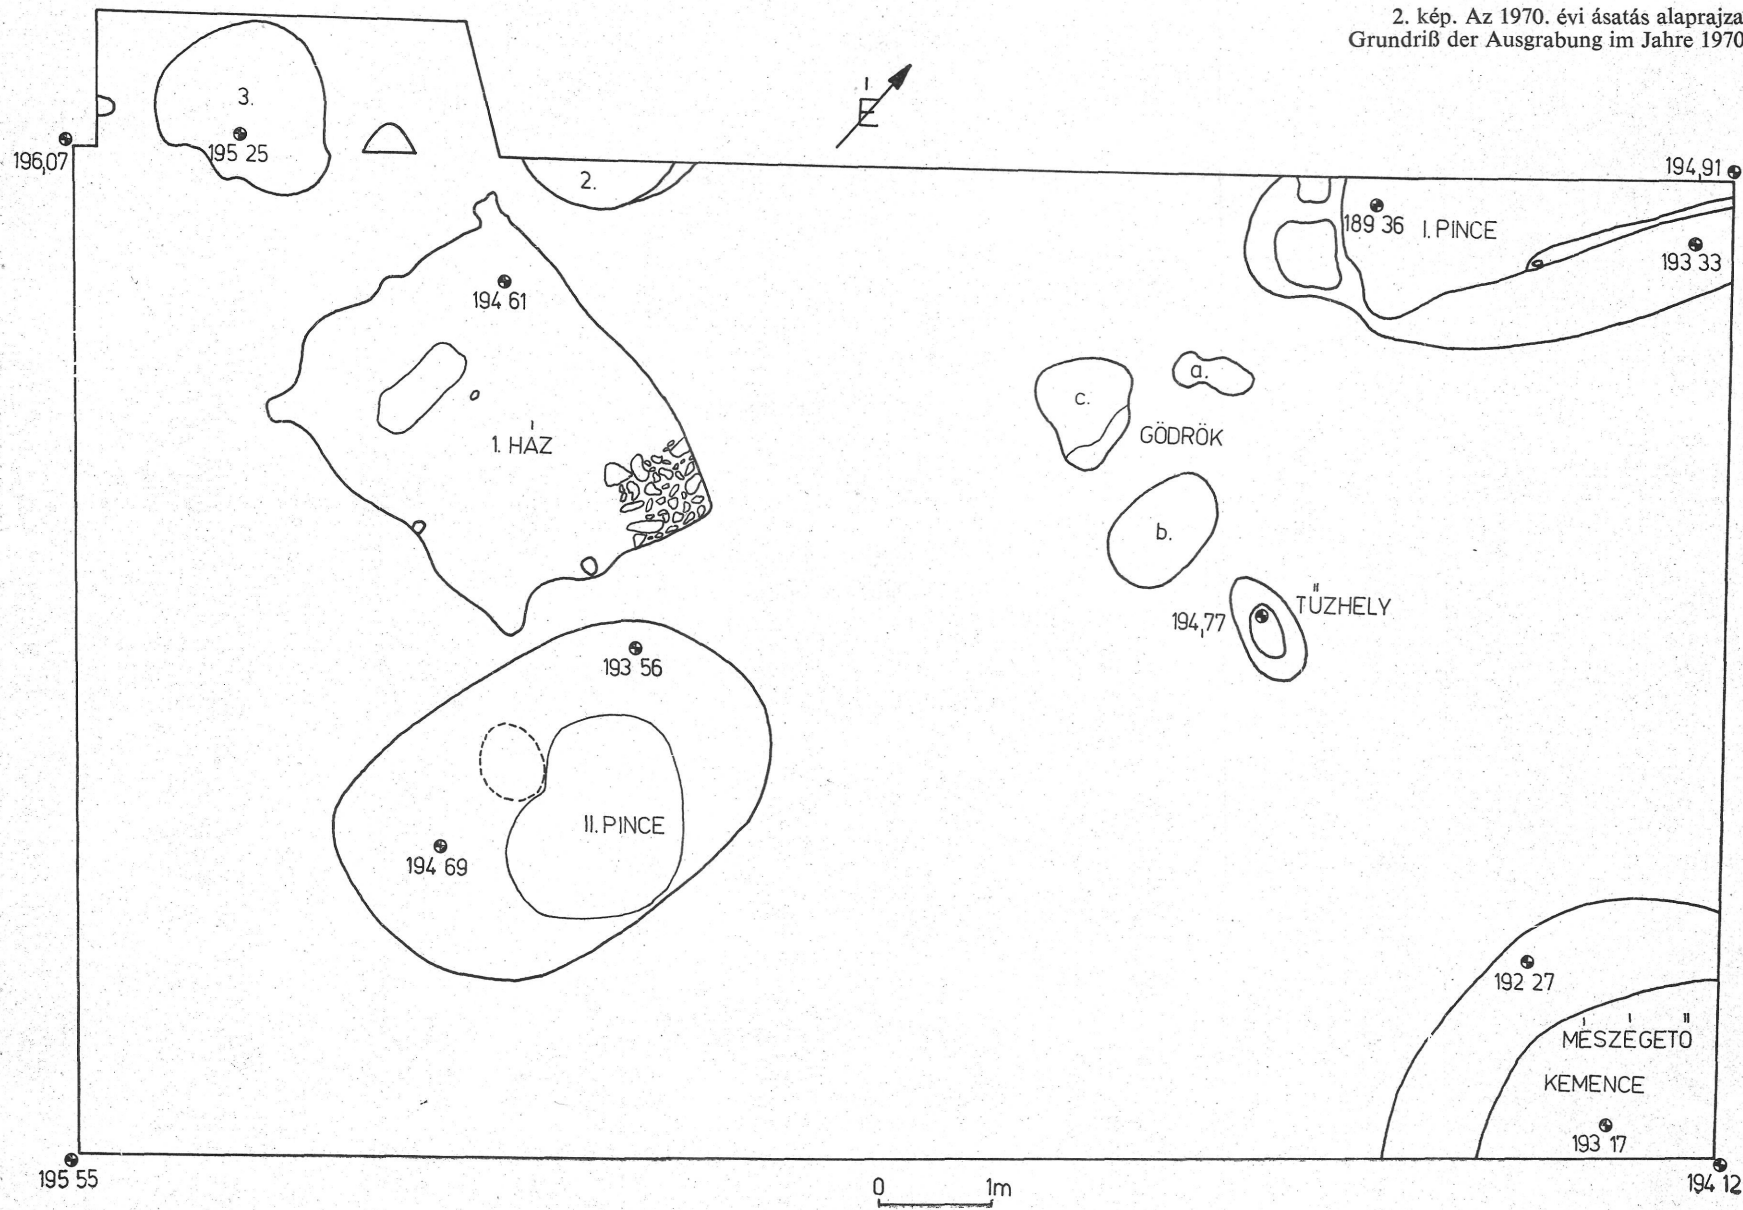 2. kép. Az 1970. évi ásatás alaprajza
Grundriß der Ausgrabung im Jahre 1970
3.
195 25
196,07
É
2.
194,91
189 36
I. PINCE
193 33
194 61
a.
c.
GÖDRÖK
1. HÁZ
b.
TŰZHELY
194,77
193 56
II. PINCE
194 69
192 27
MÉSZÉGETŐ
KEMENCE
193 17
195 55
0 1m
194 12